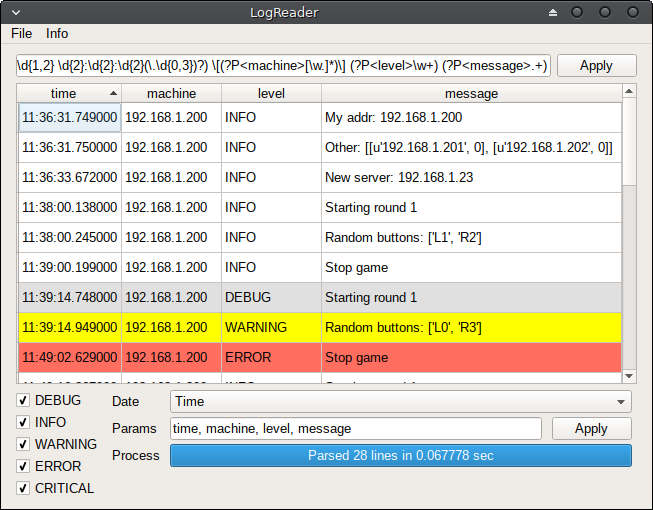 LogReader
File Info
\d{1,2} \d{2}:\d{2}:\d{2}(\.\d{0,3})?) \[(?P<machine>[\w.]*)\] (?P<level>\w+) (?P<message>.+) Apply
time machine level message
11:36:31.749000 192.168.1.200 INFO My addr: 192.168.1.200
11:36:31.750000 192.168.1.200 INFO Other: [[u'192.168.1.201', 0], [u'192.168.1.202', 0]]
11:36:33.672000 192.168.1.200 INFO New server: 192.168.1.23
11:38:00.138000 192.168.1.200 INFO Starting round 1
11:38:00.245000 192.168.1.200 INFO Random buttons: ['L1', 'R2']
11:39:00.199000 192.168.1.200 INFO Stop game
11:39:14.748000 192.168.1.200 DEBUG Starting round 1
11:39:14.949000 192.168.1.200 WARNING Random buttons: ['L0', 'R3']
11:49:02.629000 192.168.1.200 ERROR Stop game
DEBUG Date Time
INFO Params time, machine, level, message Apply
WARNING Process Parsed 28 lines in 0.067778 sec
ERROR
CRITICAL